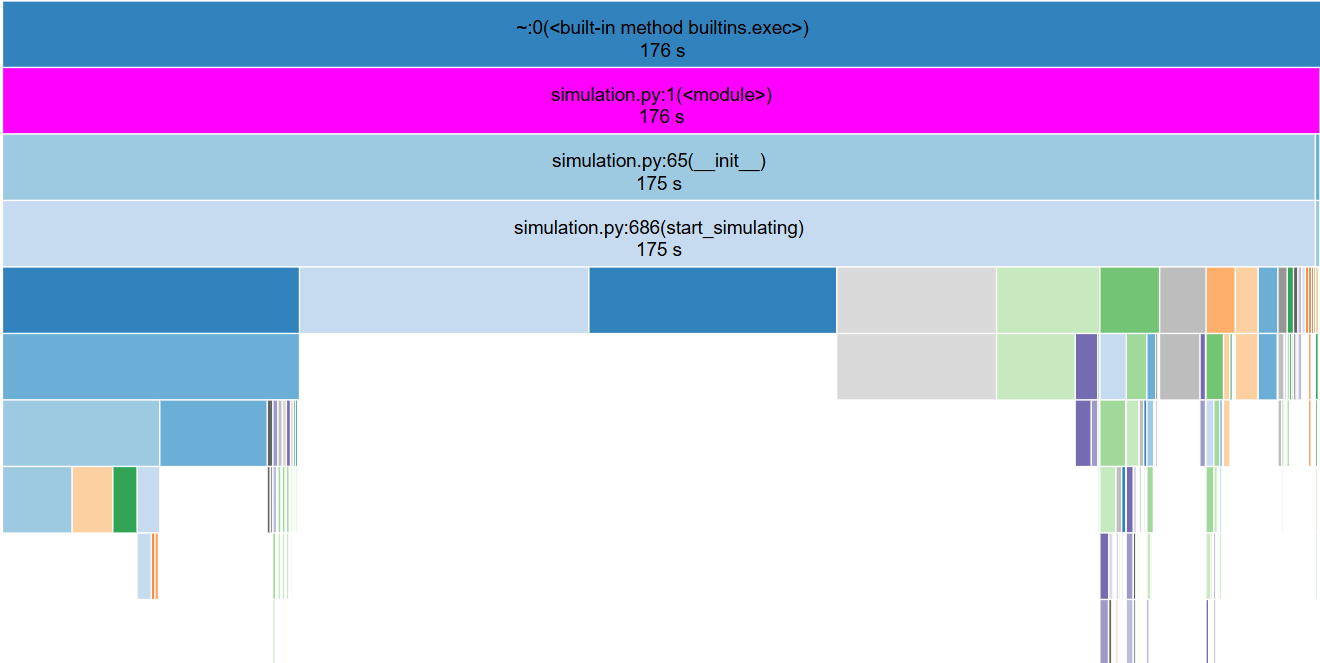 ~:0(<built-in method builtins.exec>)
176 s
simulation.py:1(<module>)
176 s
simulation.py:65(__init__)
175 s
simulation.py:686(start_simulating)
175 s